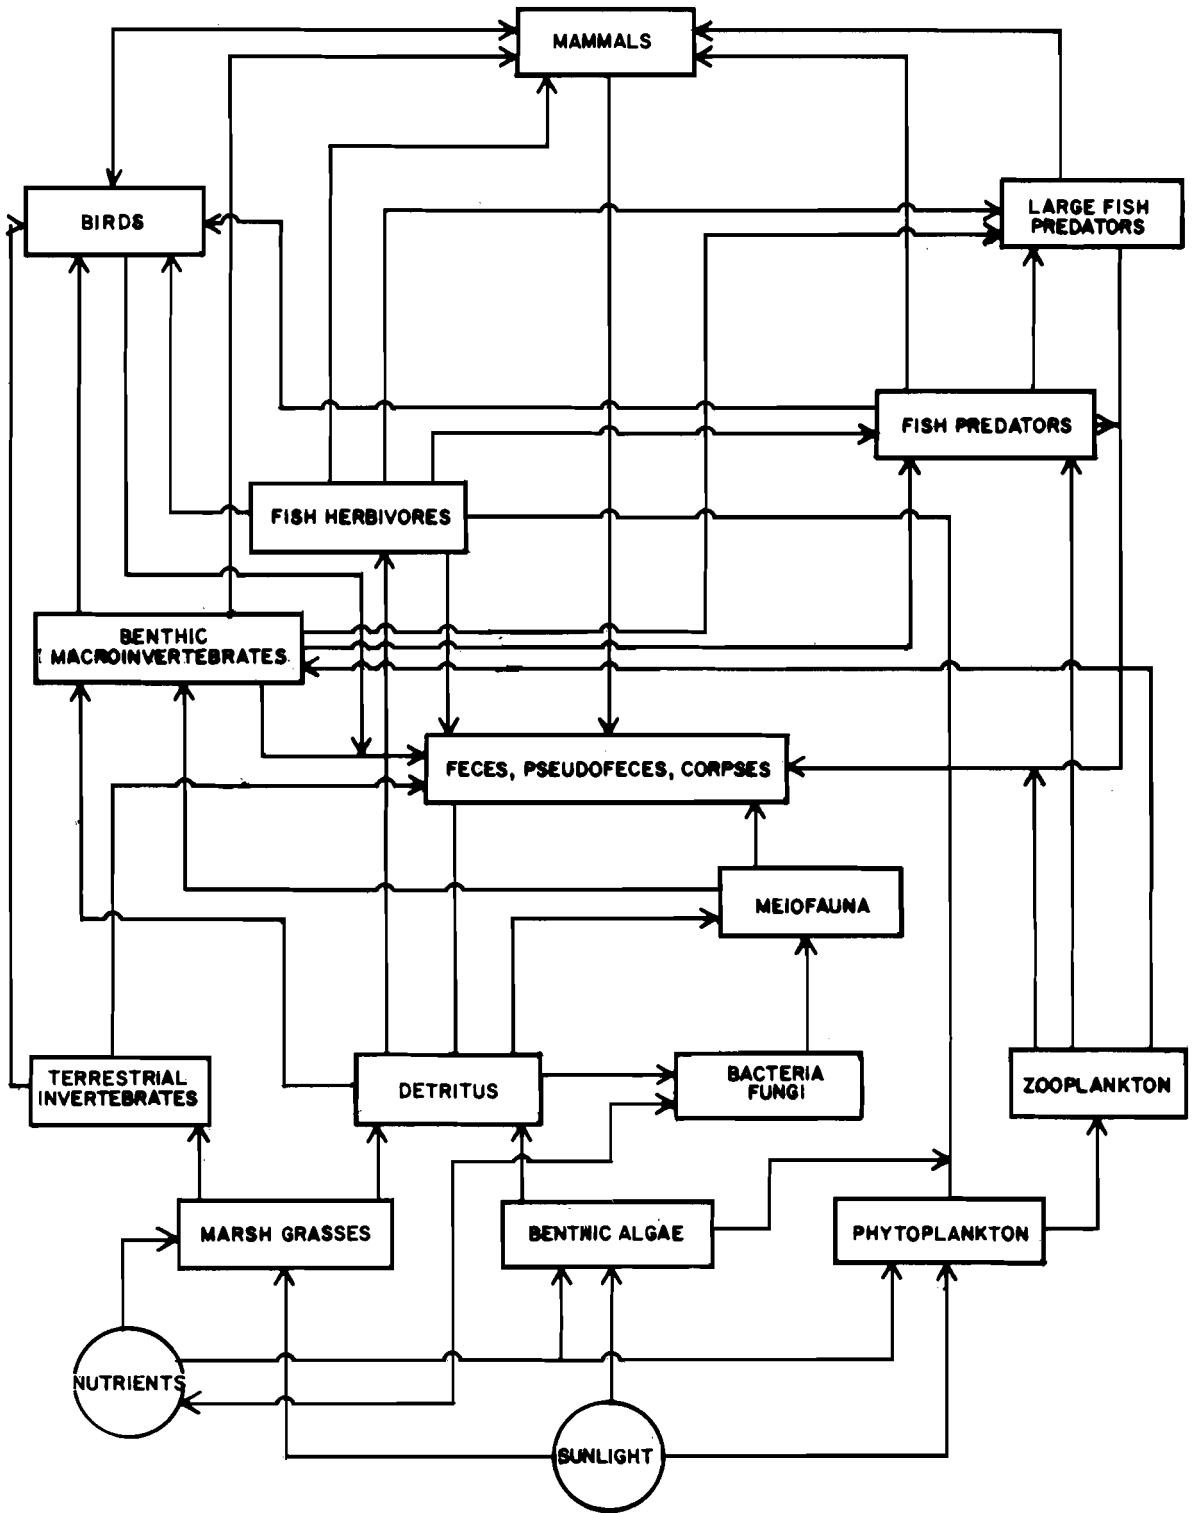 MAMMALS
BIRDS
LARGE FISH
PREDATORS
FISH PREDATORS
FISH HERBIVORES
BENTHIC
MACROINVERTEBRATES
FECES, PSEUDOFECES, CORPSES
MEIOFAUNA
TERRESTRIAL
INVERTEBRATES
DETRITUS
BACTERIA
FUNGI
ZOOPLANKTON
MARSH GRASSES
BENTHIC ALGAE
PHYTOPLANKTON
NUTRIENTS
SUNLIGHT